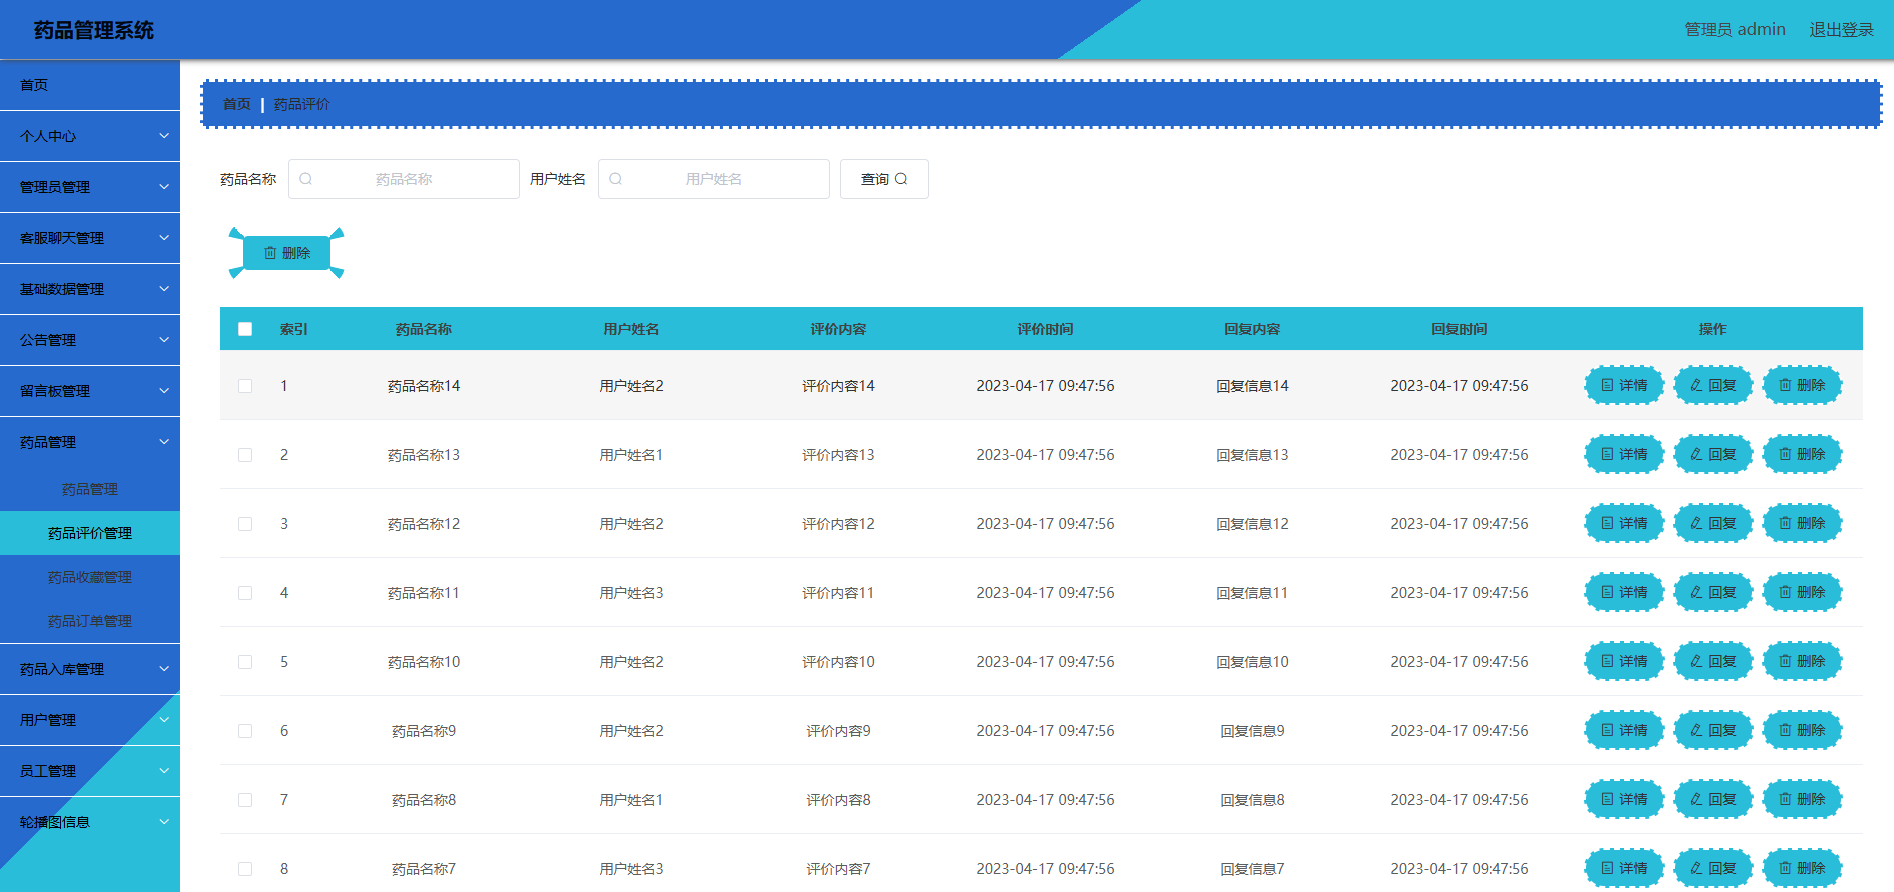 药品管理系统
管理员 admin 退出登录
首页
个人中心
管理员管理
客服聊天管理
基础数据管理
公告管理
留言板管理
药品管理
药品管理
药品评价管理
药品收藏管理
药品订单管理
药品入库管理
用户管理
员工管理
轮播图信息
首页 | 药品评价
药品名称 药品名称 用户姓名 用户姓名 查询
删除
索引 药品名称 用户姓名 评价内容 评价时间 回复内容 回复时间 操作
1 药品名称14 用户姓名2 评价内容14 2023-04-17 09:47:56 回复信息14 2023-04-17 09:47:56 详情 回复 删除
2 药品名称13 用户姓名1 评价内容13 2023-04-17 09:47:56 回复信息13 2023-04-17 09:47:56 详情 回复 删除
3 药品名称12 用户姓名2 评价内容12 2023-04-17 09:47:56 回复信息12 2023-04-17 09:47:56 详情 回复 删除
4 药品名称11 用户姓名3 评价内容11 2023-04-17 09:47:56 回复信息11 2023-04-17 09:47:56 详情 回复 删除
5 药品名称10 用户姓名2 评价内容10 2023-04-17 09:47:56 回复信息10 2023-04-17 09:47:56 详情 回复 删除
6 药品名称9 用户姓名2 评价内容9 2023-04-17 09:47:56 回复信息9 2023-04-17 09:47:56 详情 回复 删除
7 药品名称8 用户姓名1 评价内容8 2023-04-17 09:47:56 回复信息8 2023-04-17 09:47:56 详情 回复 删除
8 药品名称7 用户姓名3 评价内容7 2023-04-17 09:47:56 回复信息7 2023-04-17 09:47:56 详情 回复 删除